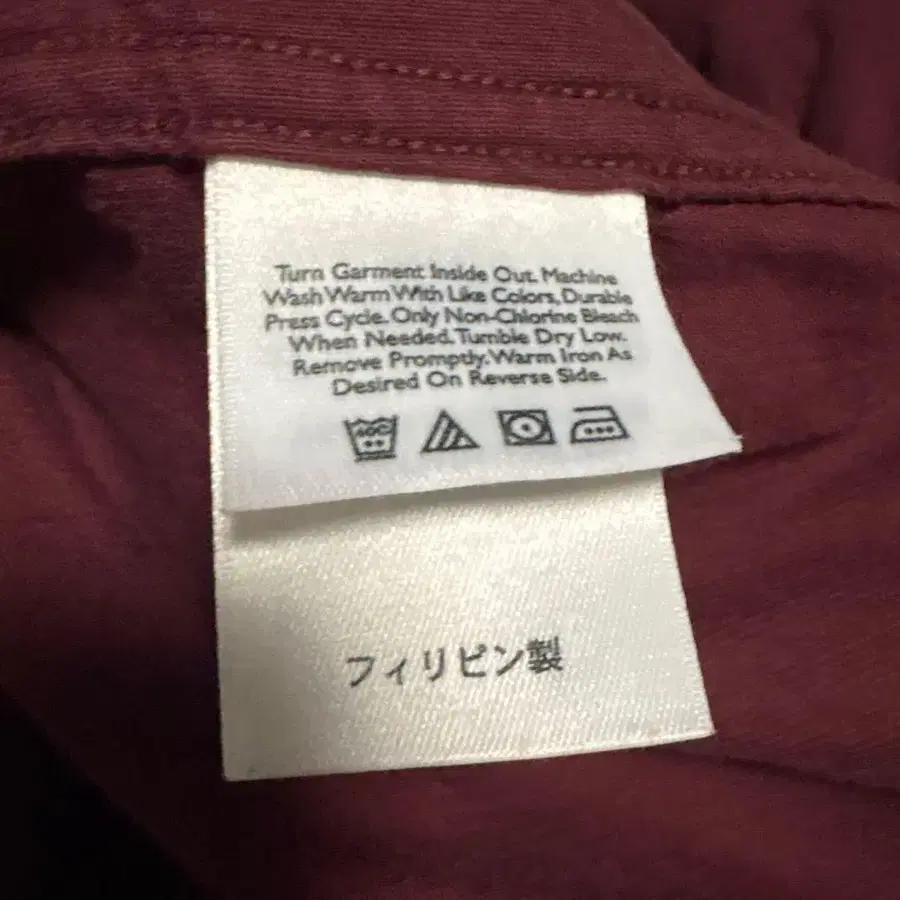 Turn Garment Inside Out. Machine
Wash Warm With Like Colors, Durable
Press Cycle. Only Non-Chlorine Bleach
When Needed. Tumble Dry Low.
Remove Promptly. Warm Iron As
Desired On Reverse Side.
40C
フィリピン製